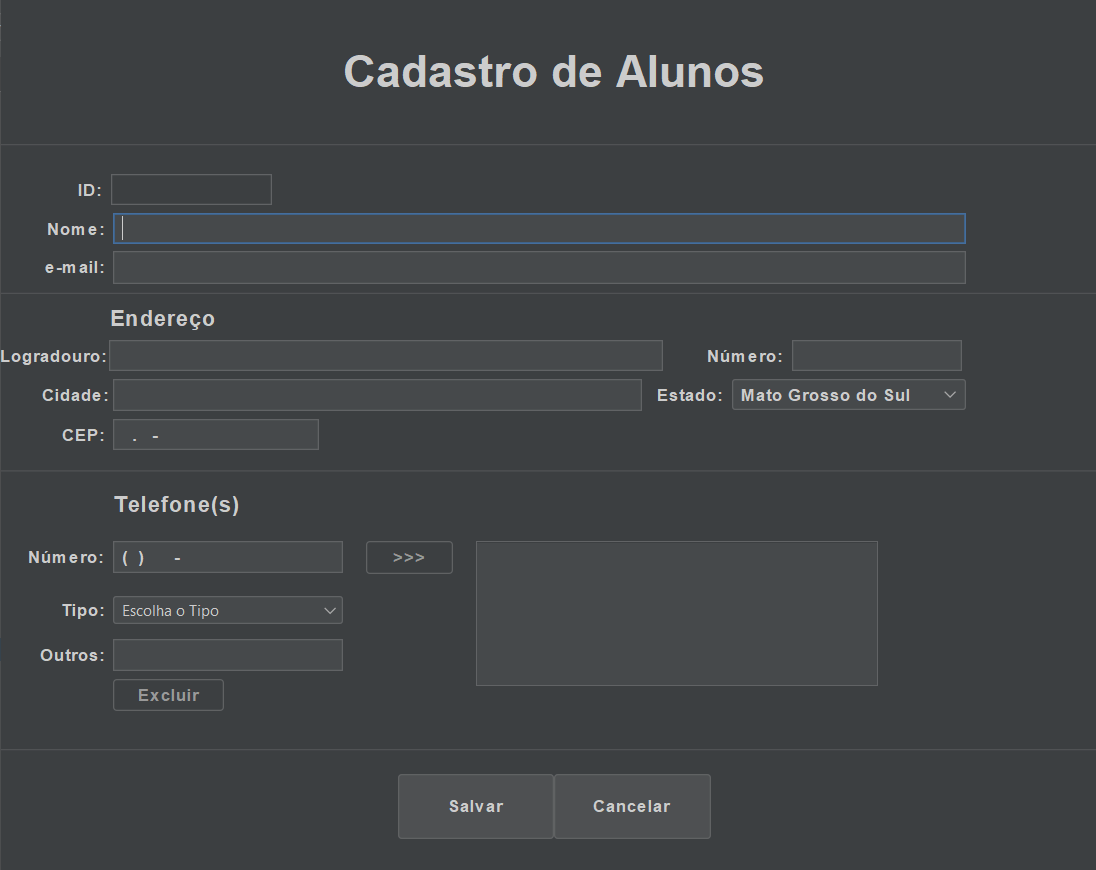 Cadastro de Alunos
ID:
Nome:
e-mail:
Endereço
Logradouro: Número:
Cidade: Estado: Mato Grosso do Sul
CEP: . -
Telefone(s)
Número: ( ) - >>>
Tipo: Escolha o Tipo
Outros:
Excluir
Salvar Cancelar